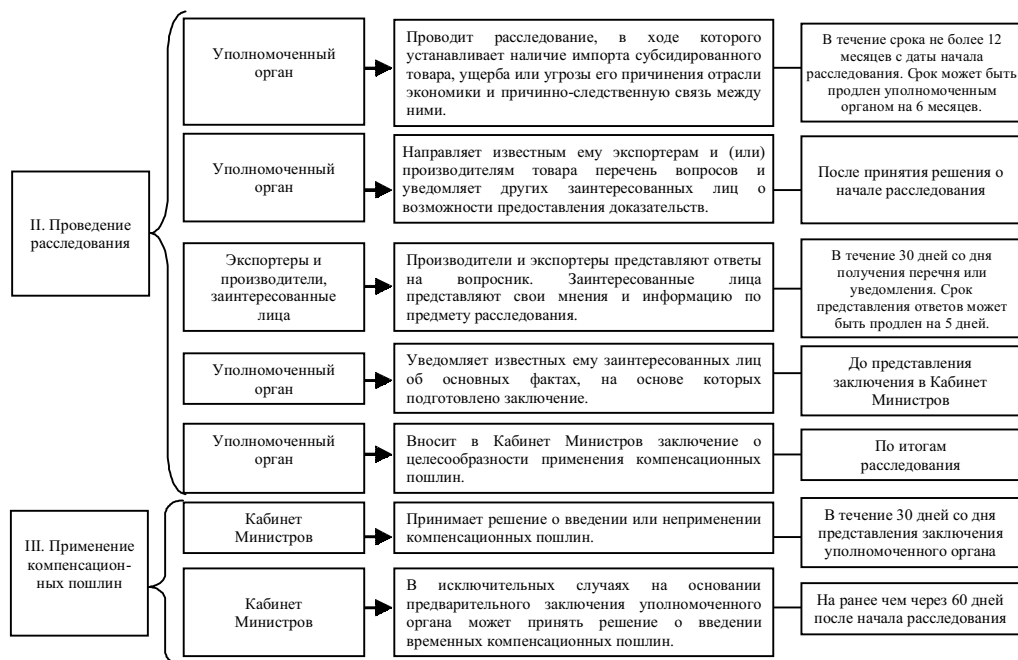 Уполномоченный
орган
Проводит расследование, в ходе которого
устанавливает наличие импорта субсидированного
товара, ущерба или угрозы его причинения отрасли
экономики и причинно-следственную связь между
ними.
В течение срока не более 12
месяцев с даты начала
расследования. Срок может быть
продлен уполномоченным
органом на 6 месяцев.
II. Проведение
расследования
Уполномоченный
орган
Направляет известным ему экспортерам и (или)
производителям товара перечень вопросов и
уведомляет других заинтересованных лиц о
возможности предоставления доказательств.
После принятия решения о
начале расследования
Экспортеры и
производители,
заинтересованные
лица
Производители и экспортеры представляют ответы
на вопросник. Заинтересованные лица
представляют свои мнения и информацию по
предмету расследования.
В течение 30 дней со дня
получения перечня или
уведомления. Срок
представления ответов может
быть продлен на 5 дней.
Уполномоченный
орган
Уведомляет известных ему заинтересованных лиц
об основных фактах, на основе которых
подготовлено заключение.
До представления
заключения в Кабинет
Министров
Уполномоченный
орган
Вносит в Кабинет Министров заключение о
целесообразности применения компенсационных
пошлин.
По итогам
расследования
III. Применение
компенсацион-
ных пошлин
Кабинет
Министров
Принимает решение о введении или неприменении
компенсационных пошлин.
В течение 30 дней со дня
представления заключения
уполномоченного органа
Кабинет
Министров
В исключительных случаях на основании
предварительного заключения уполномоченного
органа может принять решение о введении
временных компенсационных пошлин.
На ранее чем через 60 дней
после начала расследования